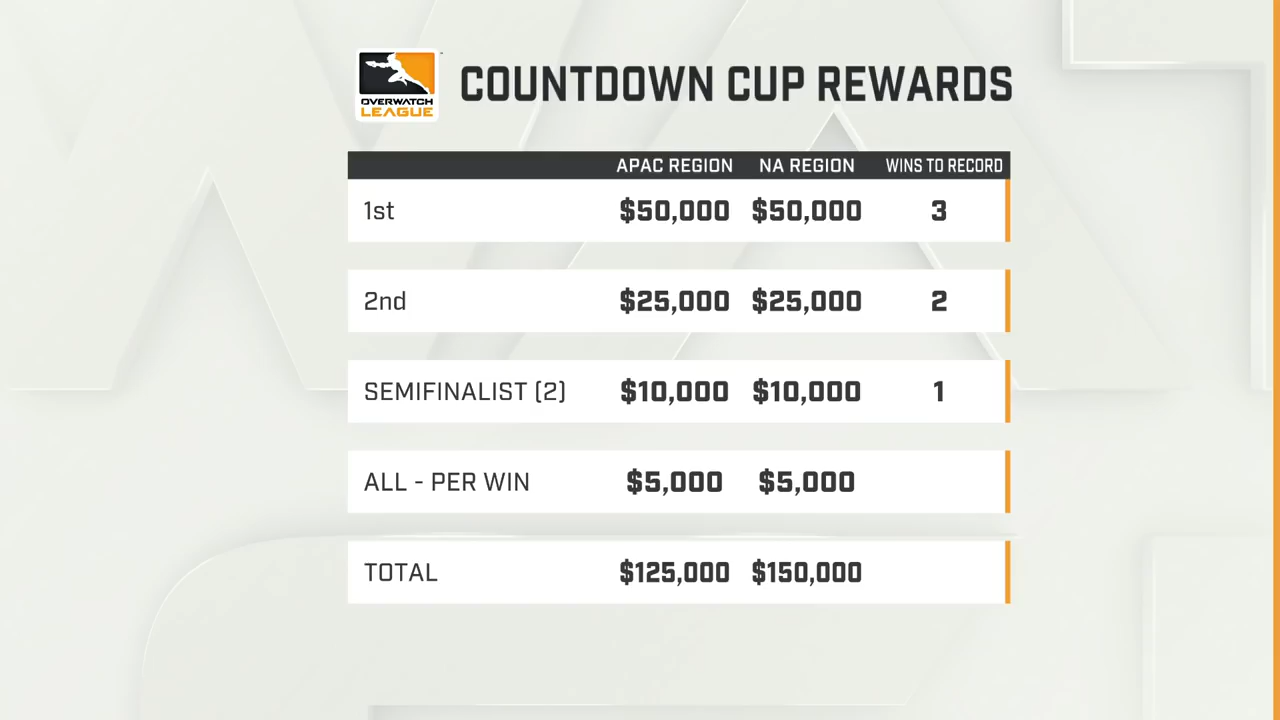 OVERWATCH
LEAGUE
COUNTDOWN CUP REWARDS
APAC REGION NA REGION WINS TO RECORD
1st $50,000 $50,000 3
2nd $25,000 $25,000 2
SEMIFINALIST (2) $10,000 $10,000 1
ALL - PER WIN $5,000 $5,000
TOTAL $125,000 $150,000